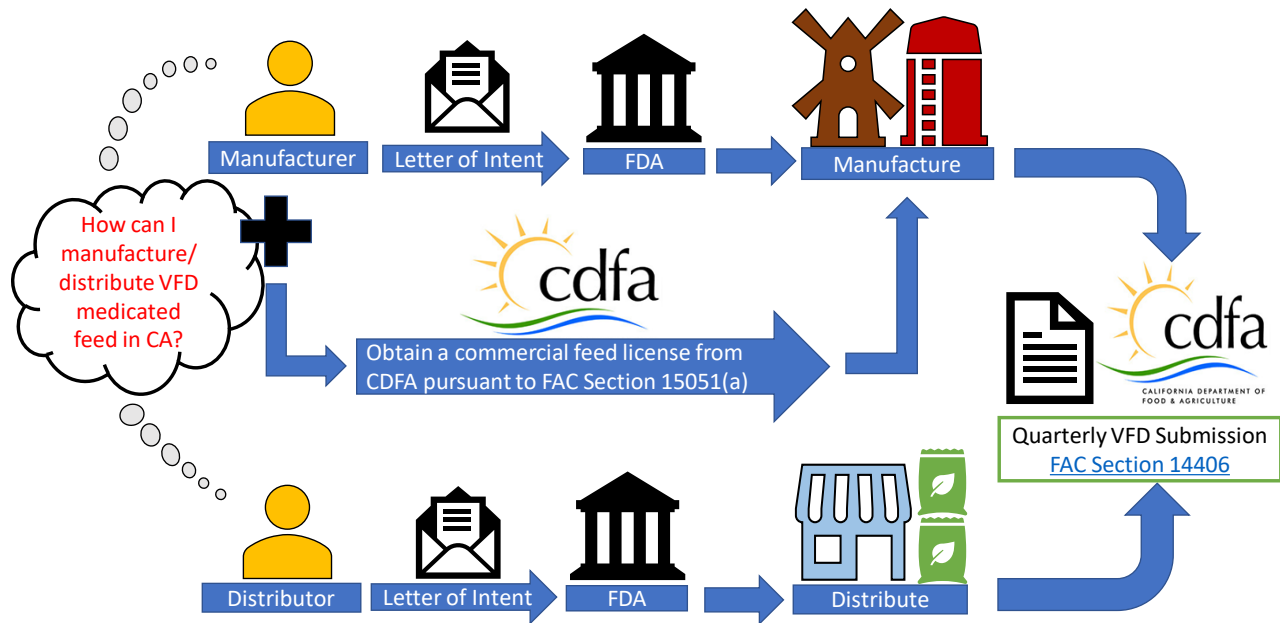 Manufacturer
Letter of Intent
FDA
Manufacture
How can I
manufacture/
distribute VFD
medicated
feed in CA?
cdfa
Obtain a commercial feed license from
CDFA pursuant to FAC Section 15051(a)
cdfa
CALIFORNIA DEPARTMENT OF
FOOD & AGRICULTURE
Quarterly VFD Submission
FAC Section 14406
Distributor
Letter of Intent
FDA
Distribute